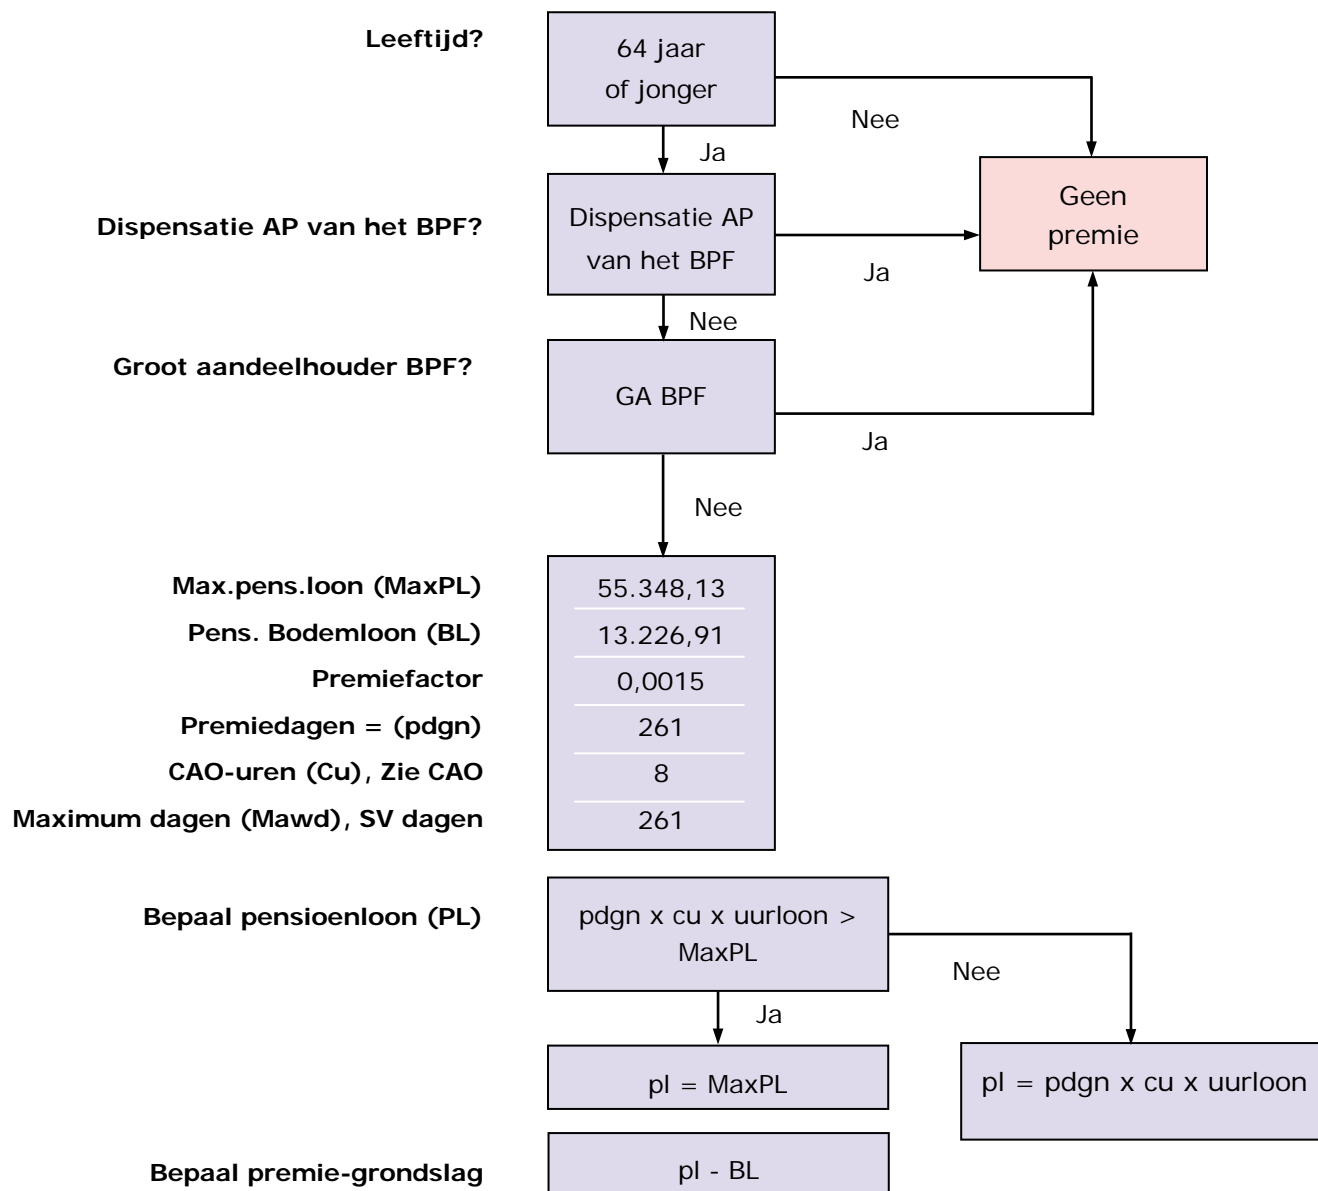 Leeftijd?
64 jaar
of jonger
Nee
Ja
Dispensatie AP van het BPF?
Dispensatie AP
van het BPF
Geen
premie
Ja
Nee
Groot aandeelhouder BPF?
GA BPF
Ja
Nee
Max.pens.loon (MaxPL)
55.348,13
Pens. Bodemloon (BL)
13.226,91
Premiefactor
0,0015
Premiedagen = (pdgn)
261
CAO-uren (Cu), Zie CAO
8
Maximum dagen (Mawd), SV dagen
261
Bepaal pensioenloon (PL)
pdgn x cu x uurloon >
MaxPL
Nee
Ja
pl = MaxPL
pl = pdgn x cu x uurloon
Bepaal premie-grondslag
pl - BL